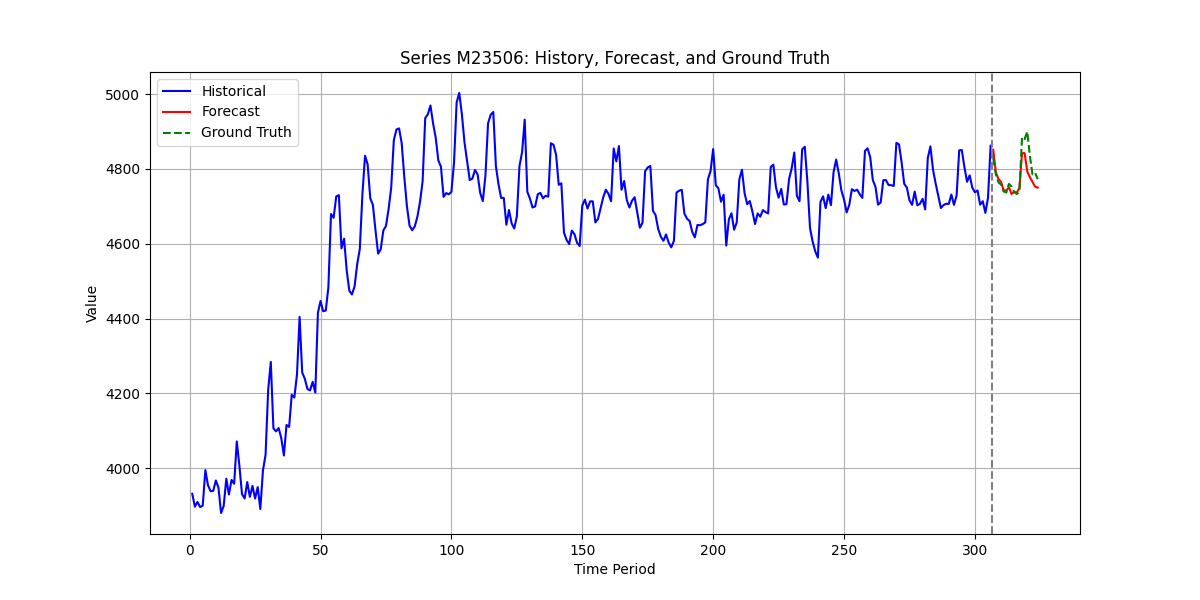 Series M23506: History, Forecast, and Ground Truth
Historical
Forecast
Ground Truth
5000
4800
4600
4400
4200
4000
Value
0 50 100 150 200 250 300
Time Period